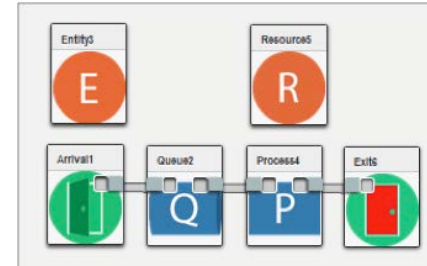 Entity3
Resource5
E
R
Arrival1
Queue2
Process4
Exit6
Q
P